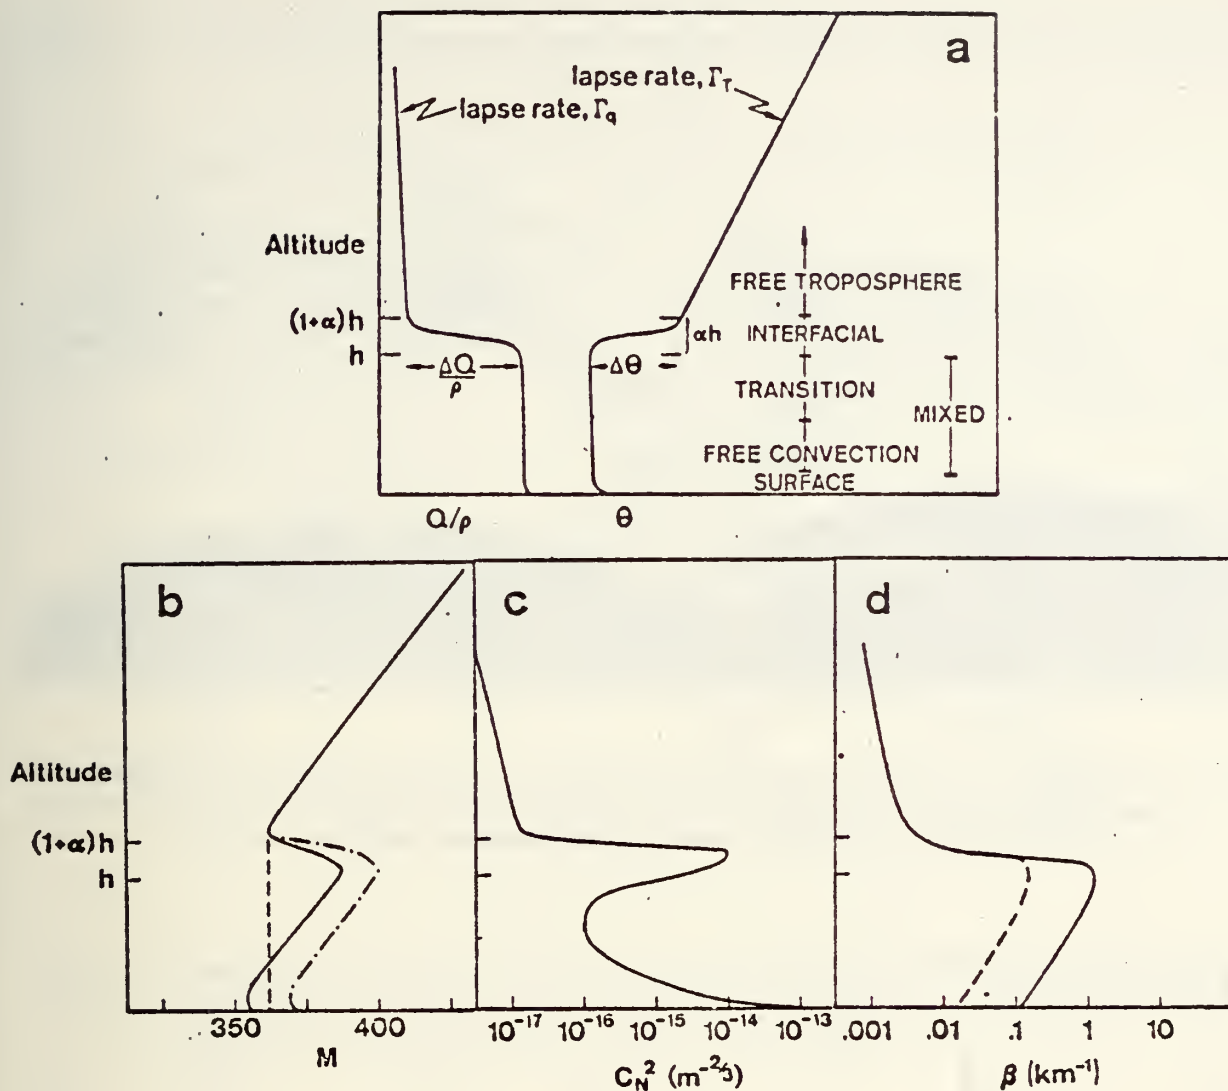 a
lapse rate, Γ_T
lapse rate, Γ_q
Altitude
FREE TROPOSPHERE
(1+α)h
αh
INTERFACIAL
h
ΔQ/ρ
Δθ
TRANSITION
MIXED
FREE CONVECTION
SURFACE
Q/ρ
θ
b
c
d
Altitude
(1+α)h
h
350 400
M
10⁻¹⁷ 10⁻¹⁶ 10⁻¹⁵ 10⁻¹⁴ 10⁻¹³
C_N² (m⁻²/³)
.001 .01 .1 1 10
β (km⁻¹)